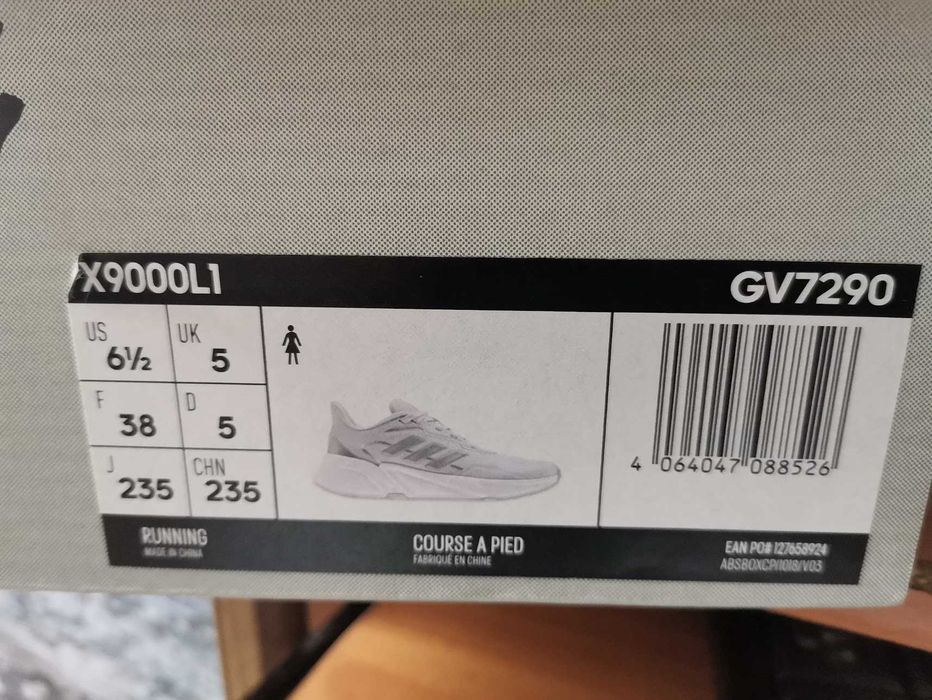 X9000L1
GV7290
US 6½
UK 5
F 38
D 5
J 235
CHN 235
4 064047 088526
RUNNING
MADE IN CHINA
COURSE A PIED
FABRIQUÉ EN CHINE
EAN PO# 127658924
ABSBOXCPI11018/V03